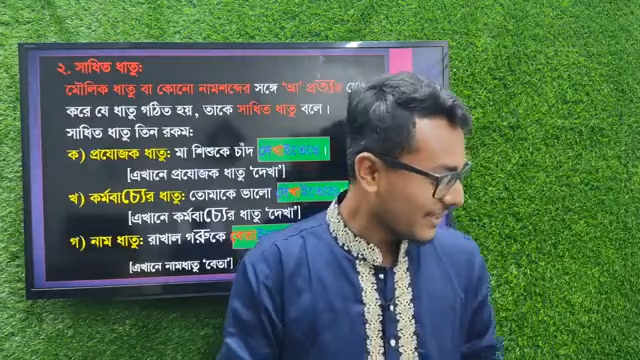 ২. সাধিত ধাতু:
মৌলিক ধাতু বা কোনো নামশব্দের সঙ্গে 'আ' প্রত্যয়
করে যে ধাতু গঠিত হয়, তাকে সাধিত ধাতু বলে।
সাধিত ধাতু তিন রকম:
ক) প্রযোজক ধাতু: মা শিশুকে চাঁদ
[এখানে প্রযোজক ধাতু 'দেখা']
খ) কর্মবাচ্যের ধাতু: তোমাকে ভালো
[এখানে কর্মবাচ্যের ধাতু 'দেখা']
গ) নাম ধাতু: রাখাল গরুকে
[এখানে নামধাতু 'বেতা']